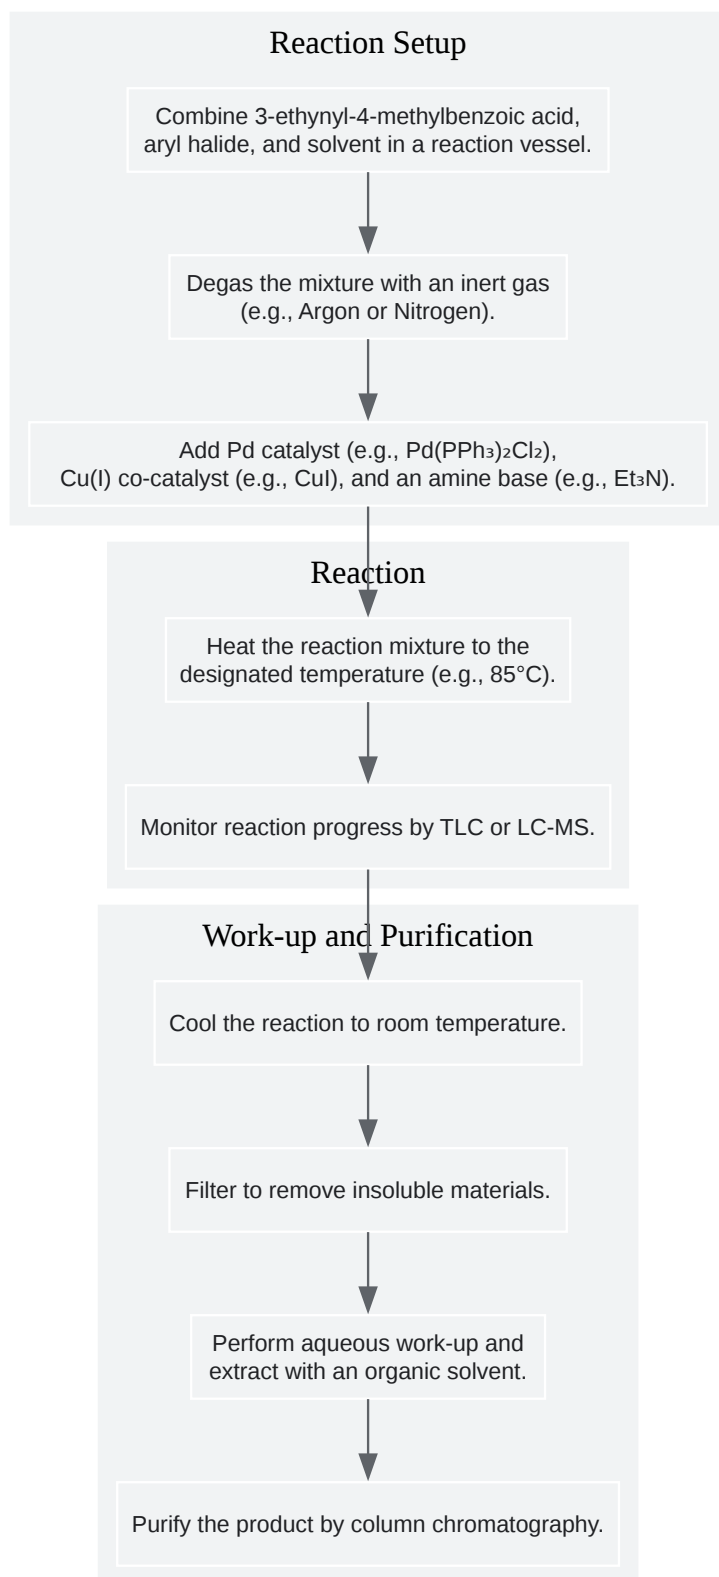 Reaction Setup
Combine 3-ethynyl-4-methylbenzoic acid,
aryl halide, and solvent in a reaction vessel.
Degas the mixture with an inert gas
(e.g., Argon or Nitrogen).
Add Pd catalyst (e.g., Pd(PPh₃)₂Cl₂),
Cu(I) co-catalyst (e.g., CuI), and an amine base (e.g., Et₃N).
Reaction
Heat the reaction mixture to the
designated temperature (e.g., 85°C).
Monitor reaction progress by TLC or LC-MS.
Work-up and Purification
Cool the reaction to room temperature.
Filter to remove insoluble materials.
Perform aqueous work-up and
extract with an organic solvent.
Purify the product by column chromatography.